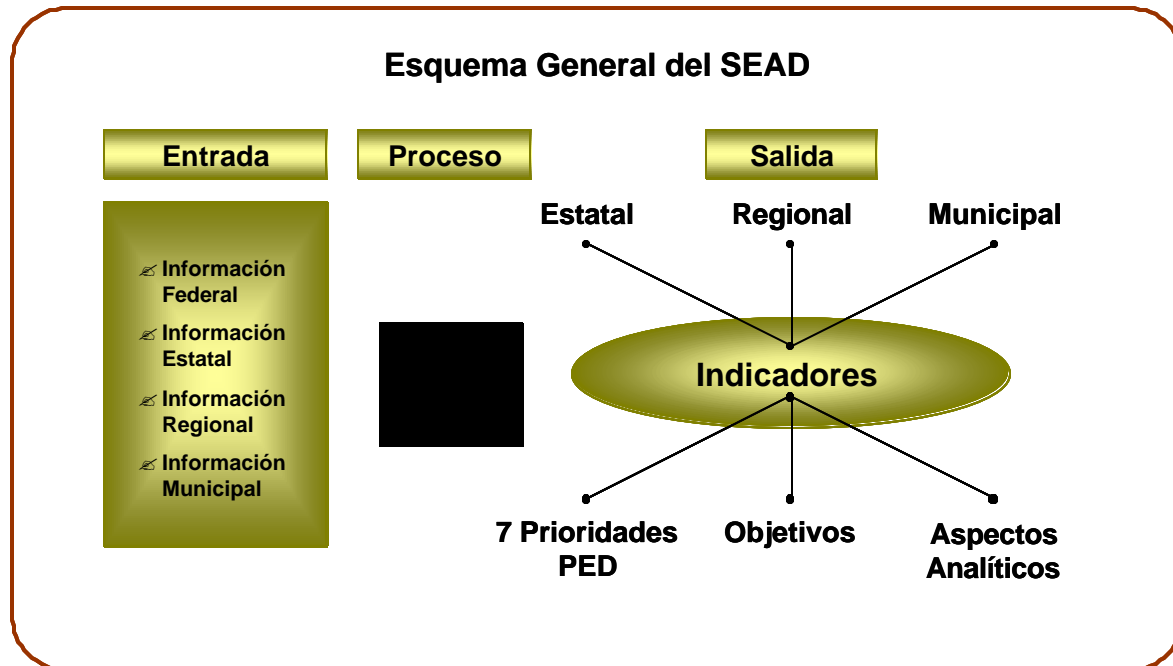 Esquema General del SEAD
Entrada
Proceso
Salida
Información
Federal
Información
Estatal
Información
Regional
Información
Municipal
Estatal
Regional
Municipal
Indicadores
7 Prioridades
PED
Objetivos
Aspectos
Analíticos